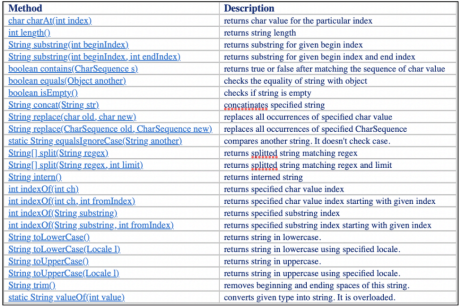 Method Description
char charAt(int index) returns char value for the particular index
int length() returns string length
String substring(int beginIndex) returns substring for given begin index
String substring(int beginIndex, int endIndex) returns substring for given begin index and end index
boolean contains(CharSequence s) returns true or false after matching the sequence of char value
boolean equals(Object another) checks the equality of string with object
boolean isEmpty() checks if string is empty
String concat(String str) concatinates specified string
String replace(char old, char new) replaces all occurrences of specified char value
String replace(CharSequence old, CharSequence new) replaces all occurrences of specified CharSequence
static String equalsIgnoreCase(String another) compares another string. It doesn't check case.
String[] split(String regex) returns splitted string matching regex
String[] split(String regex, int limit) returns splitted string matching regex and limit
String intern() returns interned string
int indexOf(int ch) returns specified char value index
int indexOf(int ch, int fromIndex) returns specified char value index starting with given index
int indexOf(String substring) returns specified substring index
int indexOf(String substring, int fromIndex) returns specified substring index starting with given index
String toLowerCase() returns string in lowercase.
String toLowerCase(Locale l) returns string in lowercase using specified locale.
String toUpperCase() returns string in uppercase.
String toUpperCase(Locale l) returns string in uppercase using specified locale.
String trim() removes beginning and ending spaces of this string.
static String valueOf(int value) converts given type into string. It is overloaded.